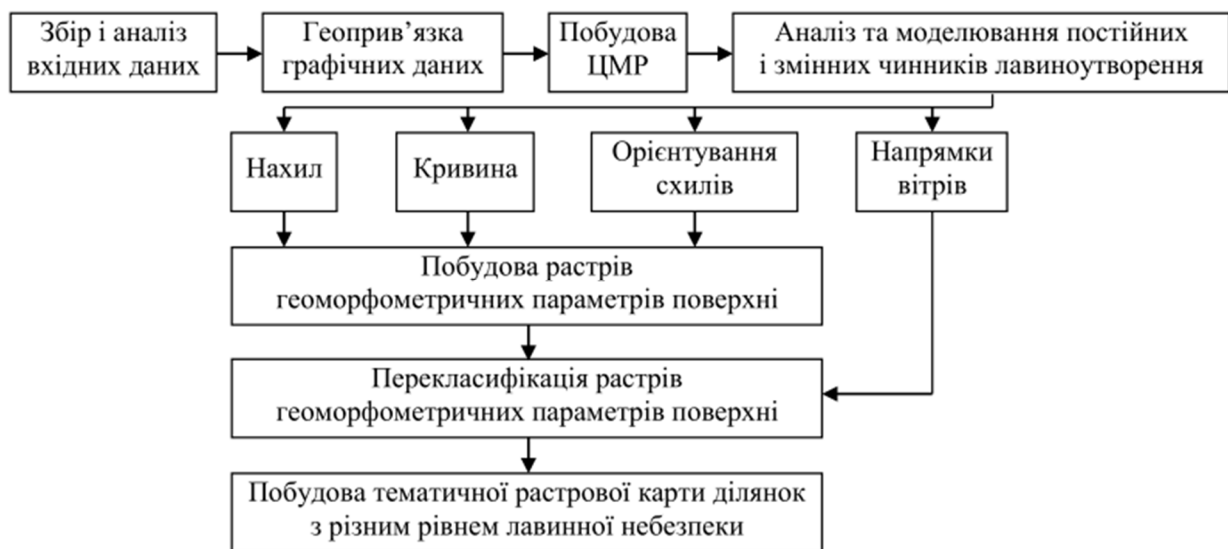 Збір і аналіз
вхідних даних
Геоприв’язка
графічних даних
Побудова
ЦМР
Аналіз та моделювання постійних
і змінних чинників лавиноутворення
Нахил
Кривина
Орієнтування
схилів
Напрямки
вітрів
Побудова растрів
геоморфометричних параметрів поверхні
Перекласифікація растрів
геоморфометричних параметрів поверхні
Побудова тематичної растрової карти ділянок
з різним рівнем лавинної небезпеки